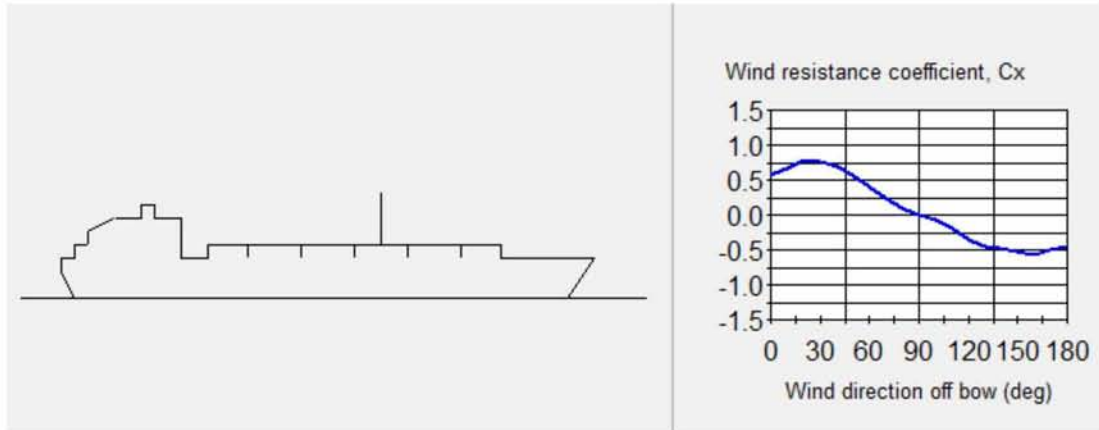 Wind resistance coefficient, Cx
1.5
1.0
0.5
0.0
-0.5
-1.0
-1.5
0 30 60 90 120 150 180
Wind direction off bow (deg)